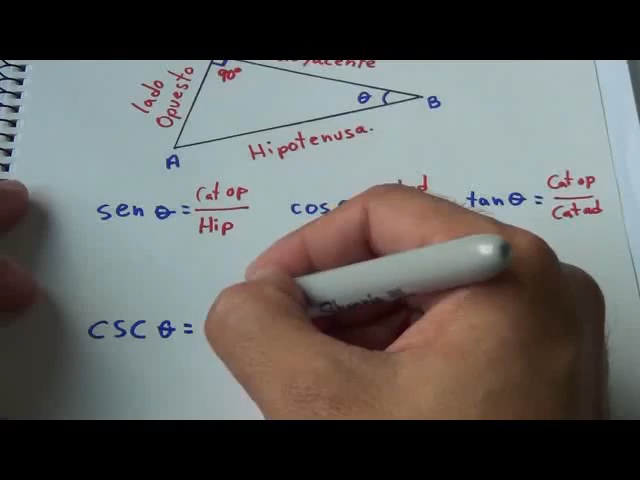 90°
lado
Opuesto
θ
B
A
Hipotenusa.
sen θ = Cat op
Hip
cos
tan θ = Cat op
Cat ad
CSC θ =